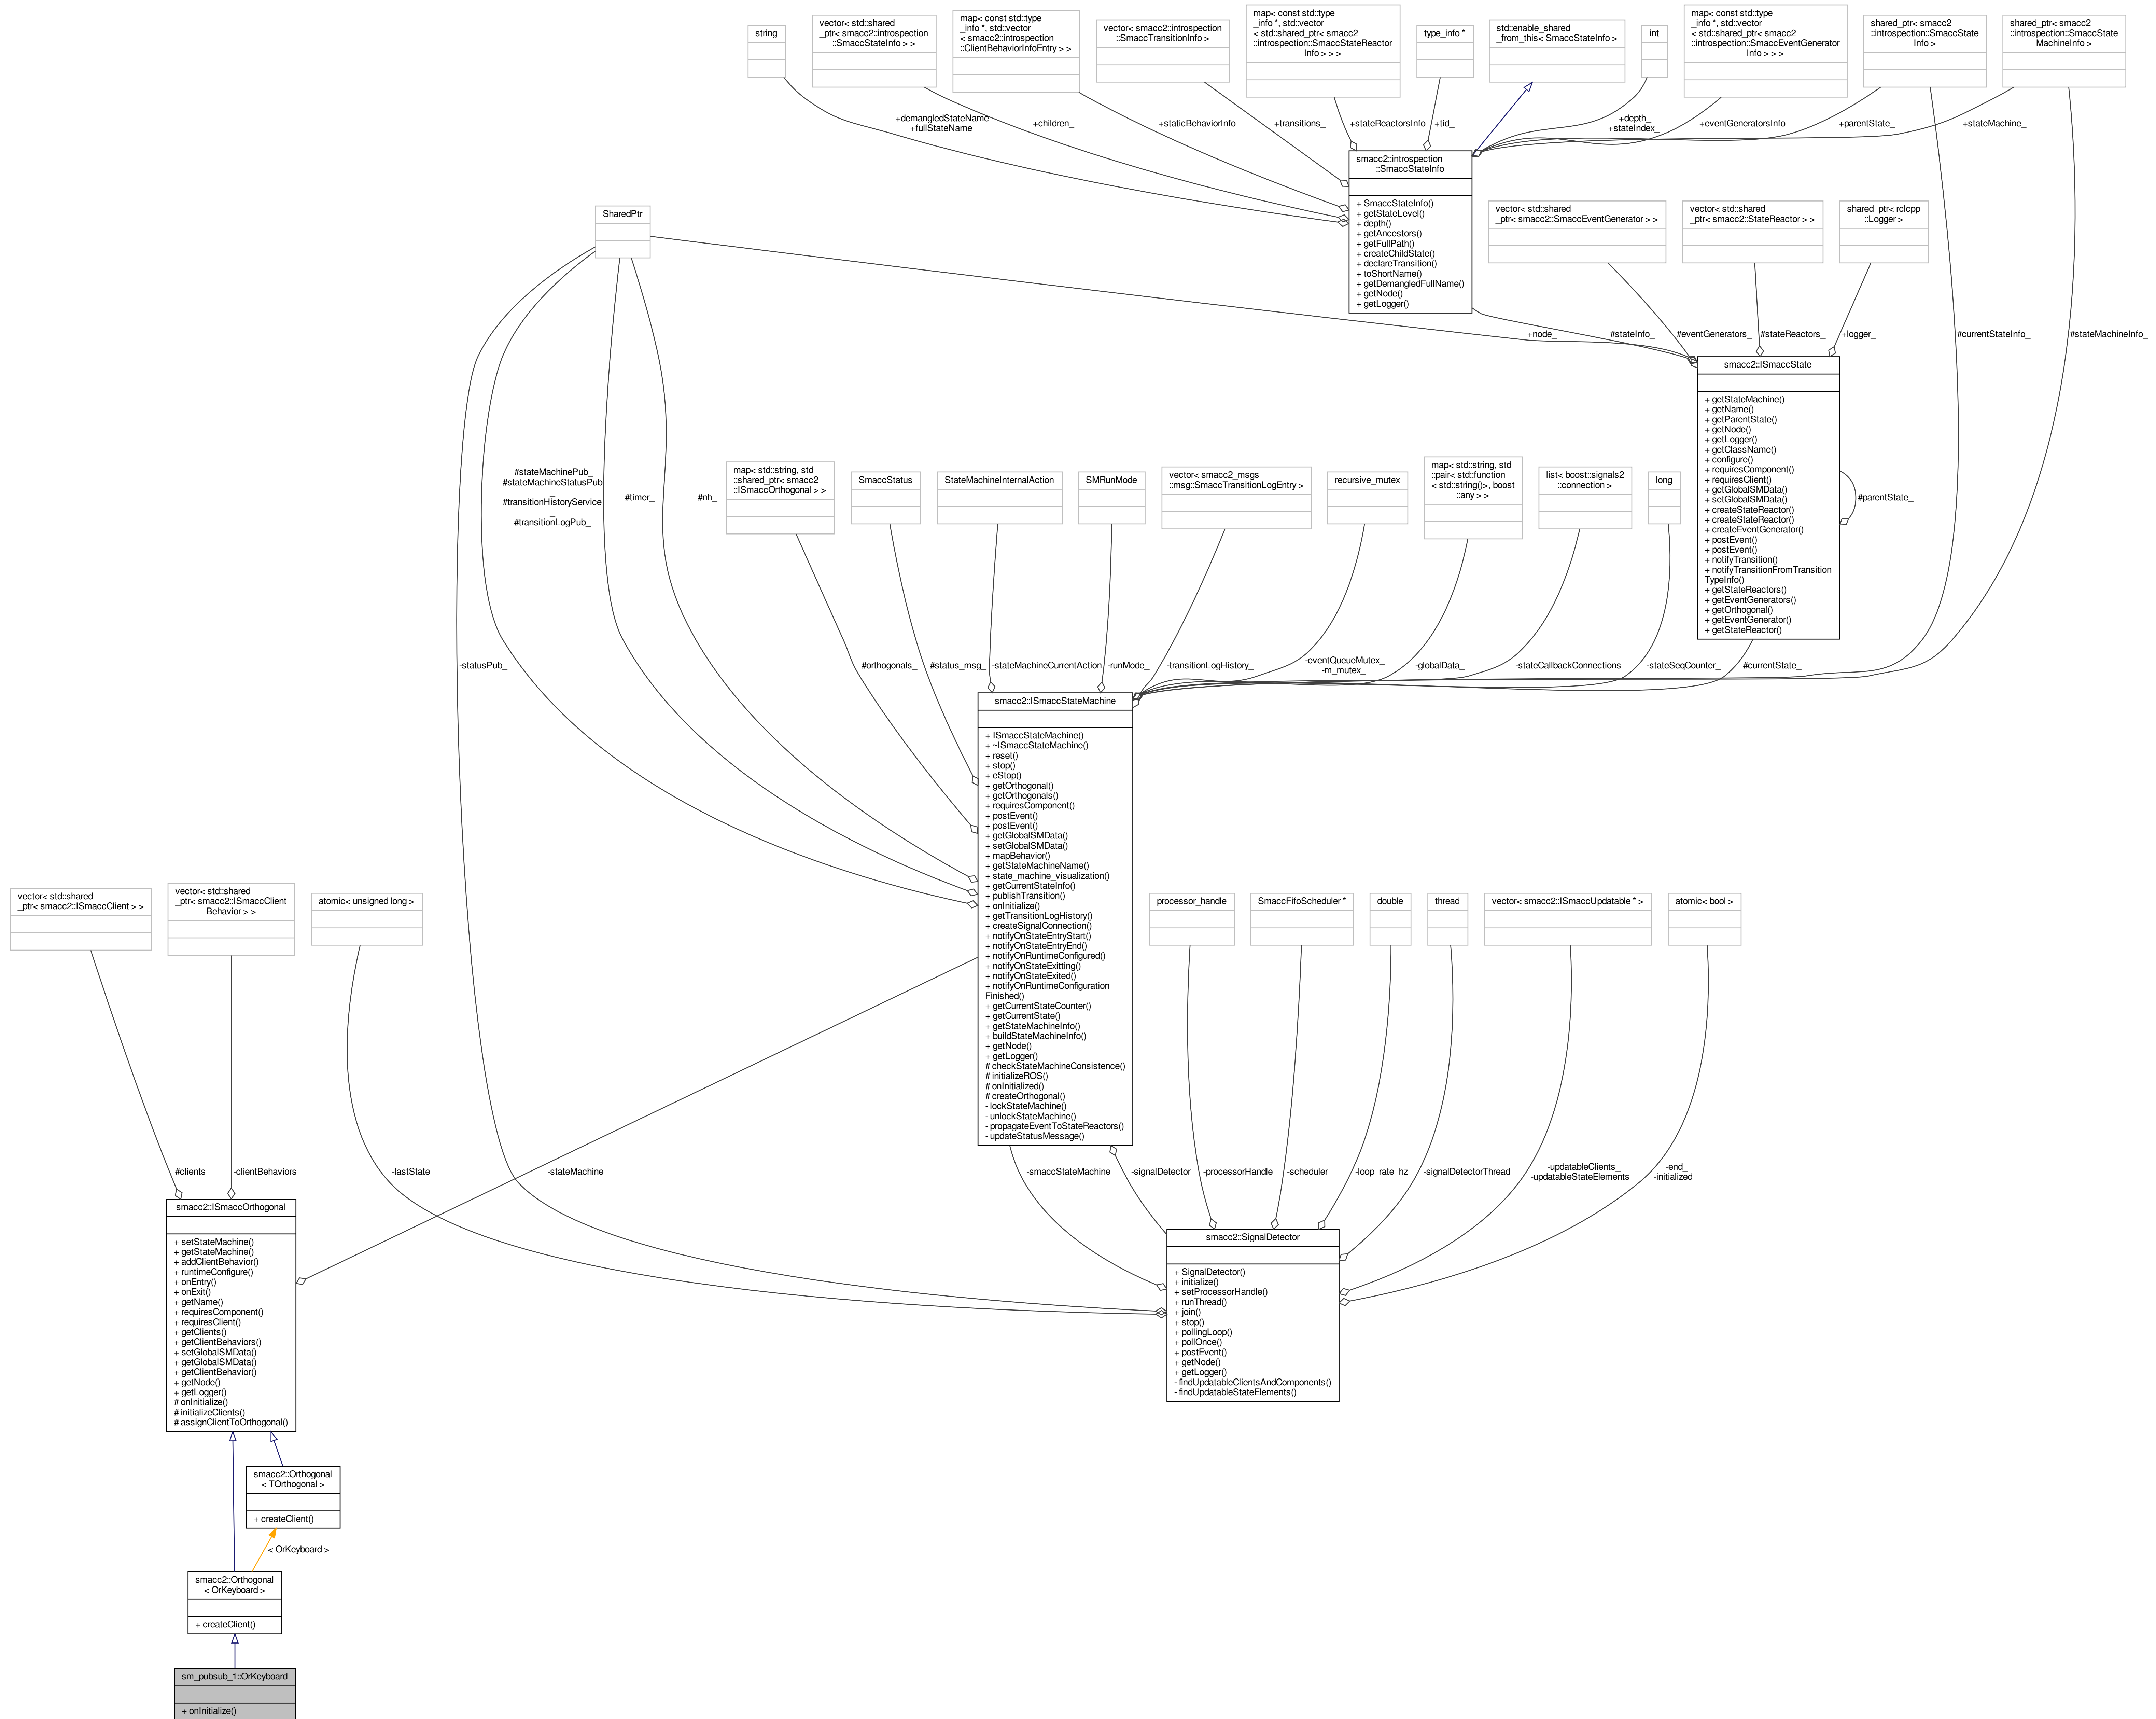 string
vector< std::shared
_ptr< smacc2::introspection
::SmaccStateInfo > >
map< const std::type
_info *, std::vector
< smacc2::introspection
::ClientBehaviorInfoEntry > >
vector< smacc2::introspection
::SmaccTransitionInfo >
map< const std::type
_info *, std::vector
< std::shared_ptr< smacc2
::introspection::SmaccStateReactor
Info > > >
type_info *
std::enable_shared
_from_this< SmaccStateInfo >
int
map< const std::type
_info *, std::vector
< std::shared_ptr< smacc2
::introspection::SmaccEventGenerator
Info > > >
shared_ptr< smacc2
::introspection::SmaccState
Info >
shared_ptr< smacc2
::introspection::SmaccState
MachineInfo >
+demangledStateName
+fullStateName
+children_
+staticBehaviorInfo
+transitions_
+stateReactorsInfo
+tid_
+depth_
+stateIndex_
+eventGeneratorsInfo
+parentState_
+stateMachine_
smacc2::introspection
::SmaccStateInfo
+ SmaccStateInfo()
+ getStateLevel()
+ depth()
+ getAncestors()
+ getFullPath()
+ createChildState()
+ declareTransition()
+ toShortName()
+ getDemangledFullName()
+ getNode()
+ getLogger()
SharedPtr
vector< std::shared
_ptr< smacc2::SmaccEventGenerator > >
vector< std::shared
_ptr< smacc2::StateReactor > >
shared_ptr< rclcpp
::Logger >
+node_
#stateInfo_
#eventGenerators_
#stateReactors_
+logger_
#currentStateInfo_
#stateMachineInfo_
smacc2::ISmaccState
+ getStateMachine()
+ getName()
+ getParentState()
+ getNode()
+ getLogger()
+ getClassName()
+ configure()
+ requiresComponent()
+ requiresClient()
+ getGlobalSMData()
+ setGlobalSMData()
+ createStateReactor()
+ createStateReactor()
+ createEventGenerator()
+ postEvent()
+ postEvent()
+ notifyTransition()
+ notifyTransitionFromTransition
TypeInfo()
+ getStateReactors()
+ getEventGenerators()
+ getOrthogonal()
+ getEventGenerator()
+ getStateReactor()
#parentState_
#stateMachinePub_
#stateMachineStatusPub
_
#transitionHistoryService
_
#transitionLogPub_
#timer_
#nh_
map< std::string, std
::shared_ptr< smacc2
::ISmaccOrthogonal > >
SmaccStatus
StateMachineInternalAction
SMRunMode
vector< smacc2_msgs
::msg::SmaccTransitionLogEntry >
recursive_mutex
map< std::string, std
::pair< std::function
< std::string()>, boost
::any > >
list< boost::signals2
::connection >
long
-statusPub_
#orthogonals_
#status_msg_
-stateMachineCurrentAction
-runMode_
-transitionLogHistory_
-eventQueueMutex_
-m_mutex_
-globalData_
-stateCallbackConnections
-stateSeqCounter_
#currentState_
smacc2::ISmaccStateMachine
+ ISmaccStateMachine()
+ ~ISmaccStateMachine()
+ reset()
+ stop()
+ eStop()
+ getOrthogonal()
+ getOrthogonals()
+ requiresComponent()
+ postEvent()
+ postEvent()
+ getGlobalSMData()
+ setGlobalSMData()
+ mapBehavior()
+ getStateMachineName()
+ state_machine_visualization()
+ getCurrentStateInfo()
+ publishTransition()
+ onInitialize()
+ getTransitionLogHistory()
+ createSignalConnection()
+ notifyOnStateEntryStart()
+ notifyOnStateEntryEnd()
+ notifyOnRuntimeConfigured()
+ notifyOnStateExitting()
+ notifyOnStateExited()
+ notifyOnRuntimeConfiguration
Finished()
+ getCurrentStateCounter()
+ getCurrentState()
+ getStateMachineInfo()
+ buildStateMachineInfo()
+ getNode()
+ getLogger()
# checkStateMachineConsistence()
# initializeROS()
# onInitialized()
# createOrthogonal()
- lockStateMachine()
- unlockStateMachine()
- propagateEventToStateReactors()
- updateStatusMessage()
vector< std::shared
_ptr< smacc2::ISmaccClient > >
vector< std::shared
_ptr< smacc2::ISmaccClient
Behavior > >
atomic< unsigned long >
processor_handle
SmaccFifoScheduler *
double
thread
vector< smacc2::ISmaccUpdatable * >
atomic< bool >
#clients_
-clientBehaviors_
-lastState_
-stateMachine_
-smaccStateMachine_
-signalDetector_
-processorHandle_
-scheduler_
-loop_rate_hz
-signalDetectorThread_
-updatableClients_
-updatableStateElements_
-end_
-initialized_
smacc2::ISmaccOrthogonal
+ setStateMachine()
+ getStateMachine()
+ addClientBehavior()
+ runtimeConfigure()
+ onEntry()
+ onExit()
+ getName()
+ requiresComponent()
+ requiresClient()
+ getClients()
+ getClientBehaviors()
+ setGlobalSMData()
+ getGlobalSMData()
+ getClientBehavior()
+ getNode()
+ getLogger()
# onInitialize()
# initializeClients()
# assignClientToOrthogonal()
smacc2::SignalDetector
+ SignalDetector()
+ initialize()
+ setProcessorHandle()
+ runThread()
+ join()
+ stop()
+ pollingLoop()
+ pollOnce()
+ postEvent()
+ getNode()
+ getLogger()
- findUpdatableClientsAndComponents()
- findUpdatableStateElements()
smacc2::Orthogonal
< TOrthogonal >
+ createClient()
< OrKeyboard >
smacc2::Orthogonal
< OrKeyboard >
+ createClient()
sm_pubsub_1::OrKeyboard
+ onInitialize()